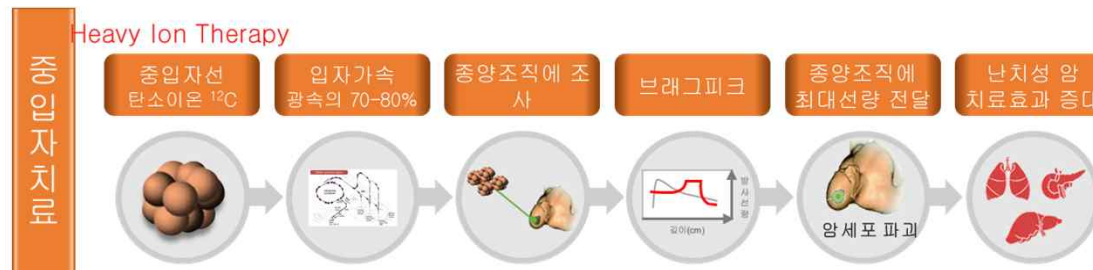 중입자치료
Heavy Ion Therapy
중입자선
탄소이온 ¹²C
입자가속
광속의 70-80%
종양조직에 조
사
브래그피크
종양조직에
최대선량 전달
난치성 암
치료효과 증대
방사선량
깊이(cm)
암세포 파괴